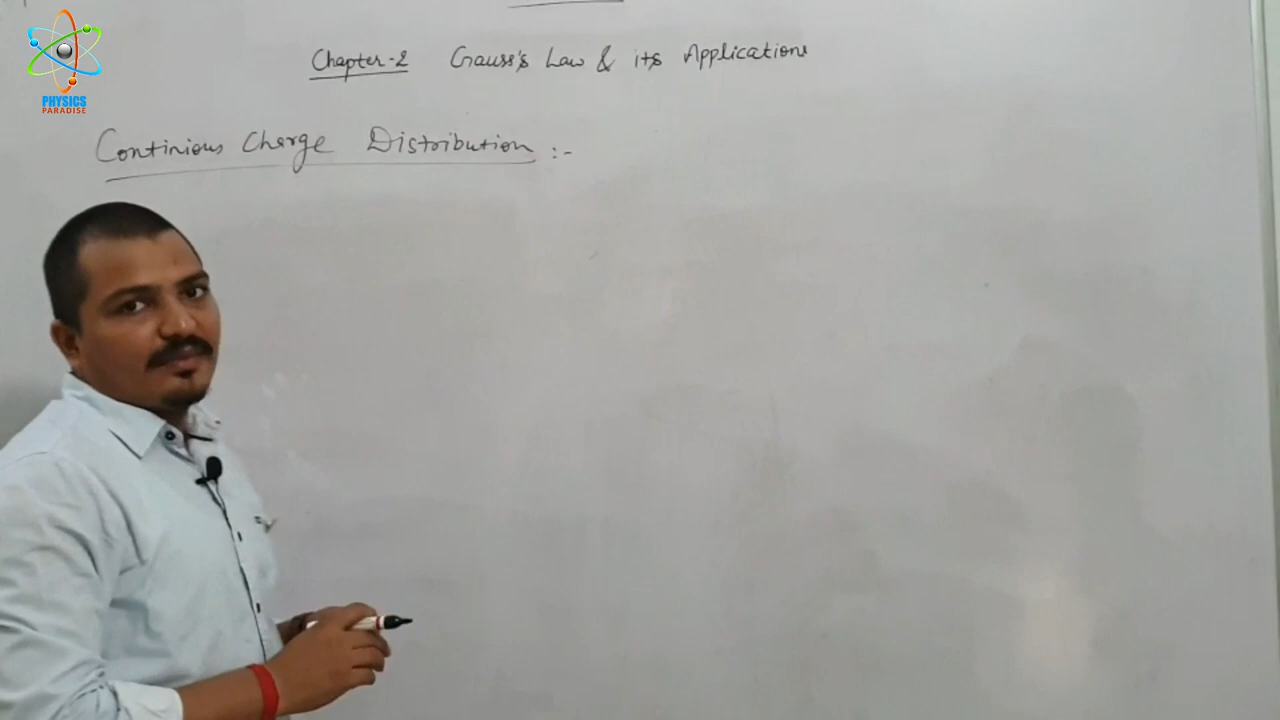 PHYSICS
PARADISE
Chapter-2 Gauss's Law & its Applications
Continious Charge Distribution :-